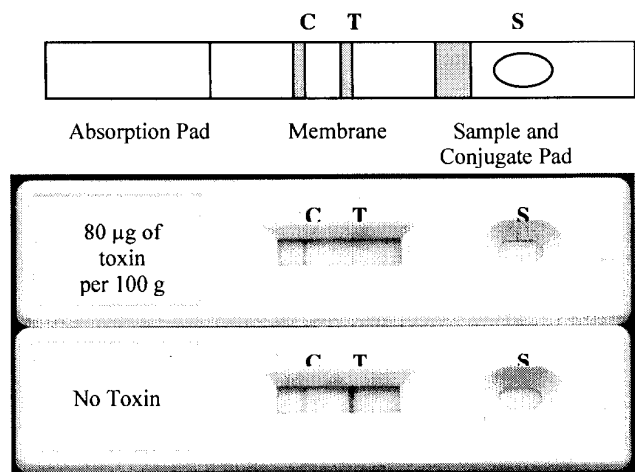 C T S
Absorption Pad Membrane Sample and
Conjugate Pad
C T S
80 µg of
toxin
per 100 g
C T S
No Toxin